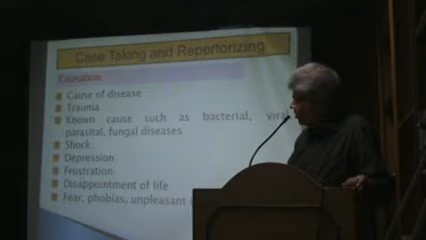 Case Taking and Repertorizing
Causation
Cause of disease
Trauma
Known cause such as bacterial, viral
parasital, fungal diseases
Shock
Depression
Frustration
Disappointment of life
Fear, phobias, unpleasant